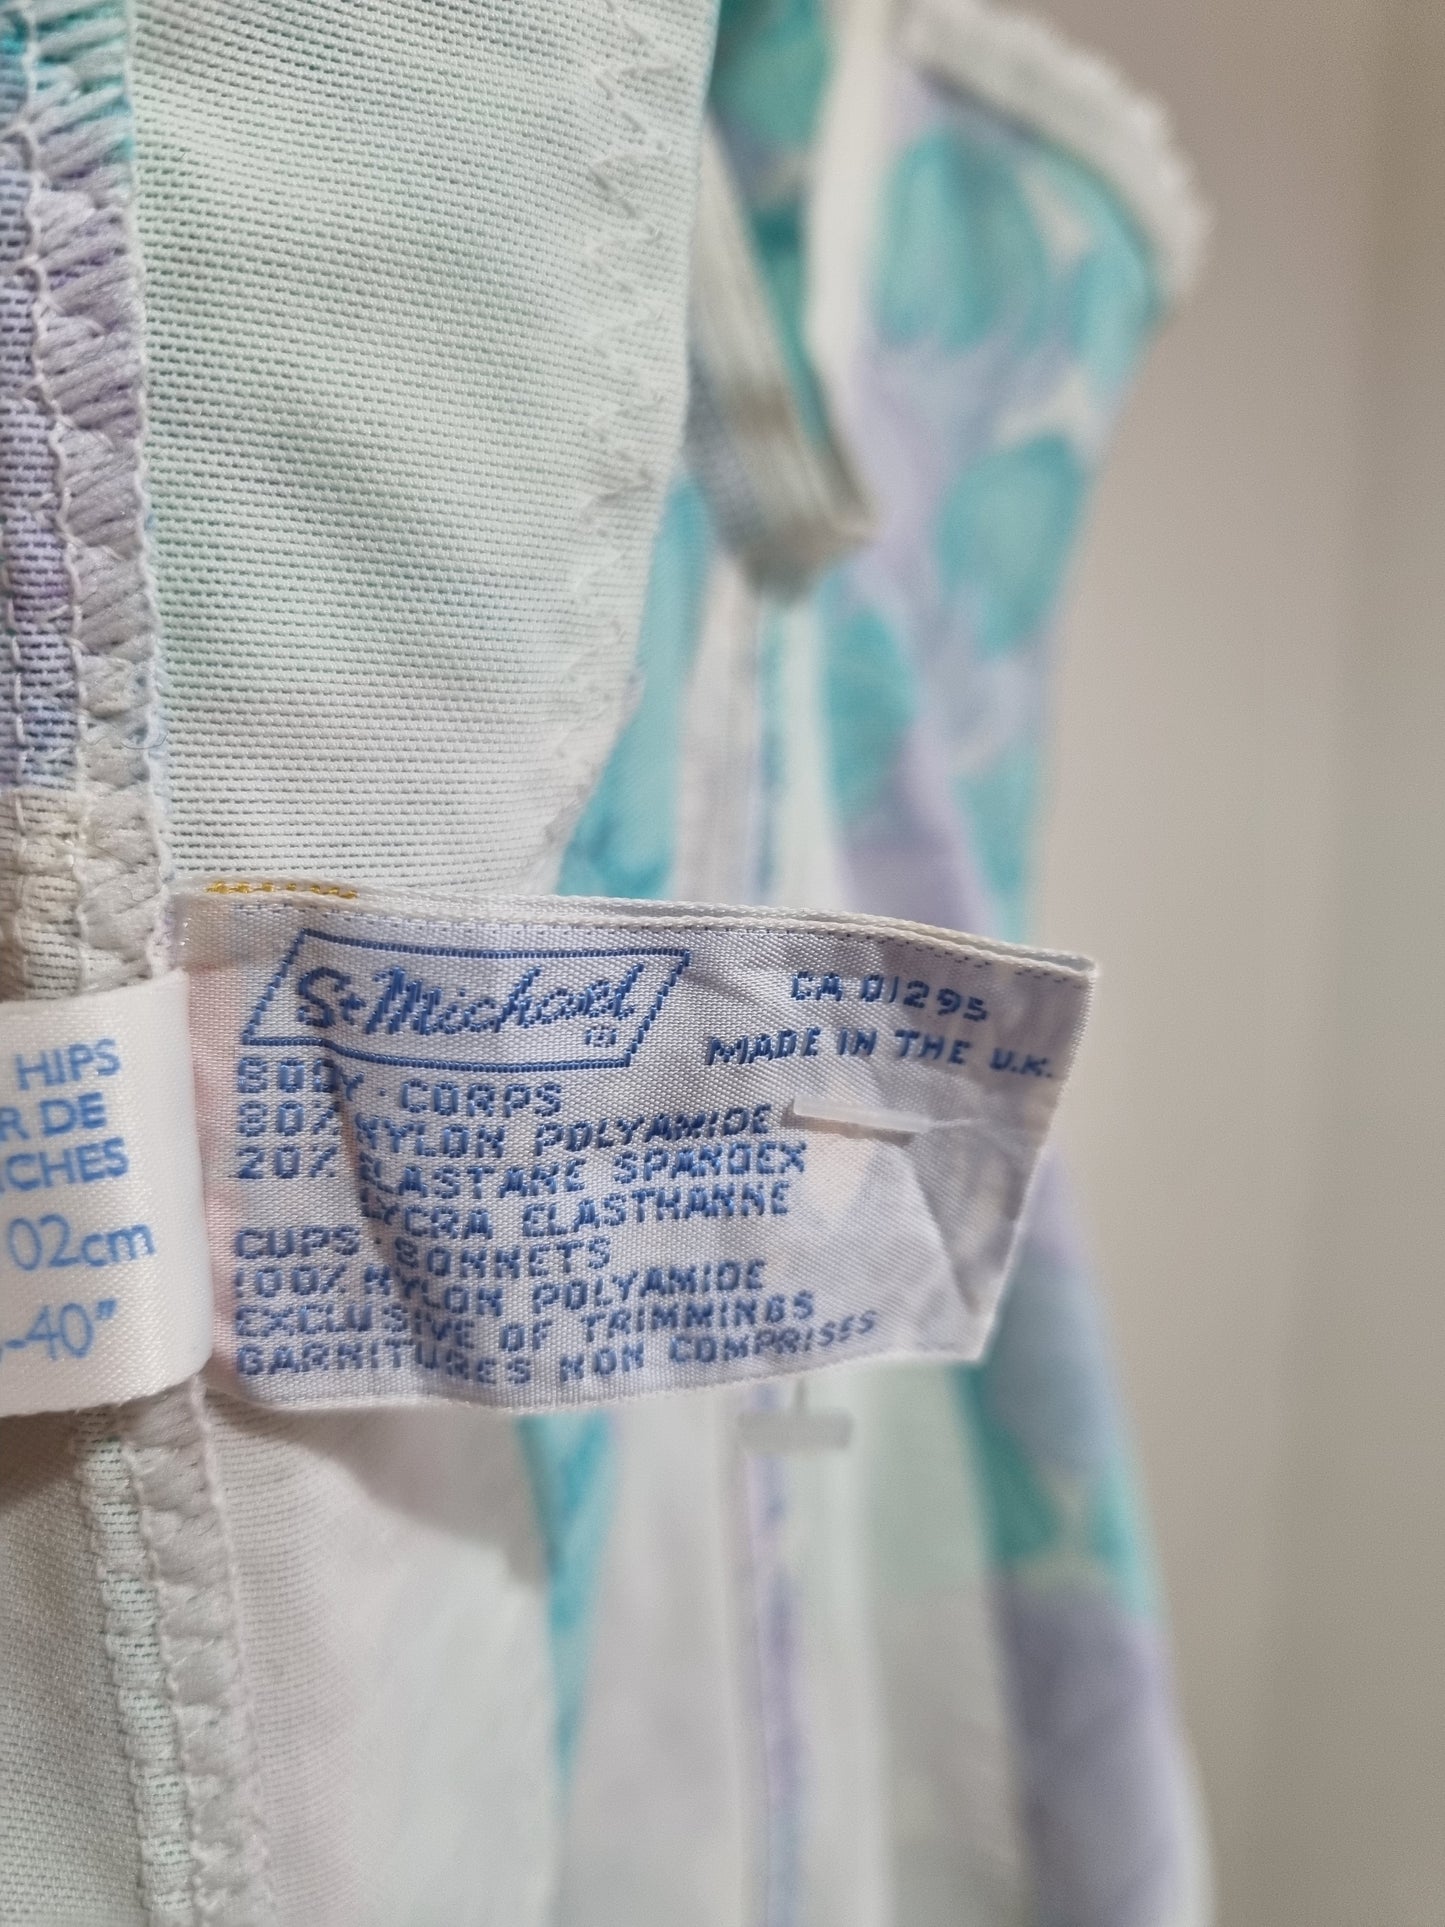 St Michael
CA 01295
MADE IN THE U.K.
BODY · CORPS
80% NYLON POLYAMIDE
20% ELASTANE SPANDEX
LYCRA ELASTHANNE
CUPS · BONNETS
100% NYLON POLYAMIDE
EXCLUSIVE OF TRIMMINGS
GARNITURES NON COMPRISES
HIPS
R DE
CHES
02cm
-40"